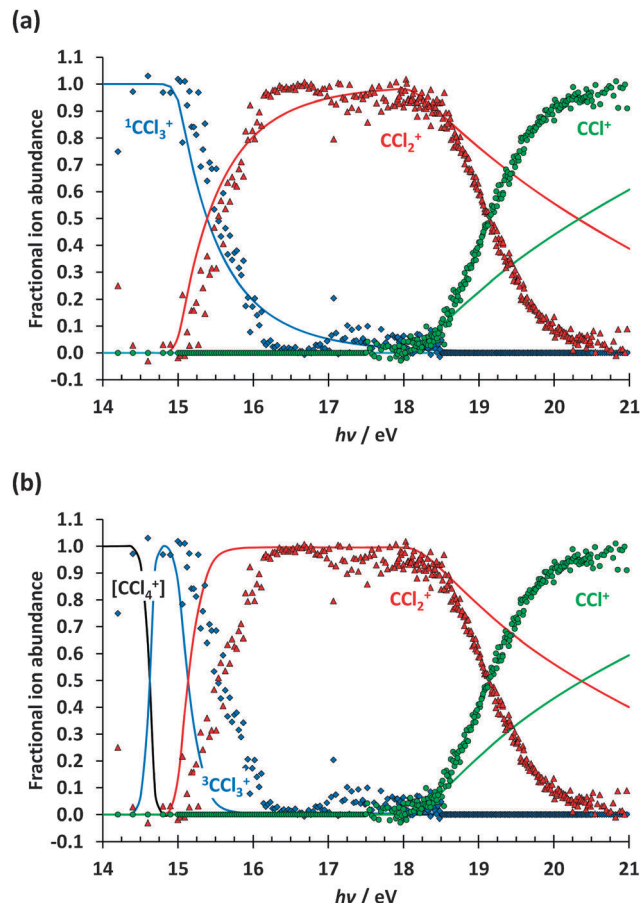 (a)
1.1
1.0
0.9
0.8
0.7
0.6
0.5
0.4
0.3
0.2
0.1
0.0
-0.1
Fractional ion abundance
¹CCl₃⁺
CCl₂⁺
CCl⁺
14 15 16 17 18 19 20 21
hν / eV
(b)
1.1
1.0
0.9
0.8
0.7
0.6
0.5
0.4
0.3
0.2
0.1
0.0
-0.1
Fractional ion abundance
[CCl₄⁺]
³CCl₃⁺
CCl₂⁺
CCl⁺
14 15 16 17 18 19 20 21
hν / eV